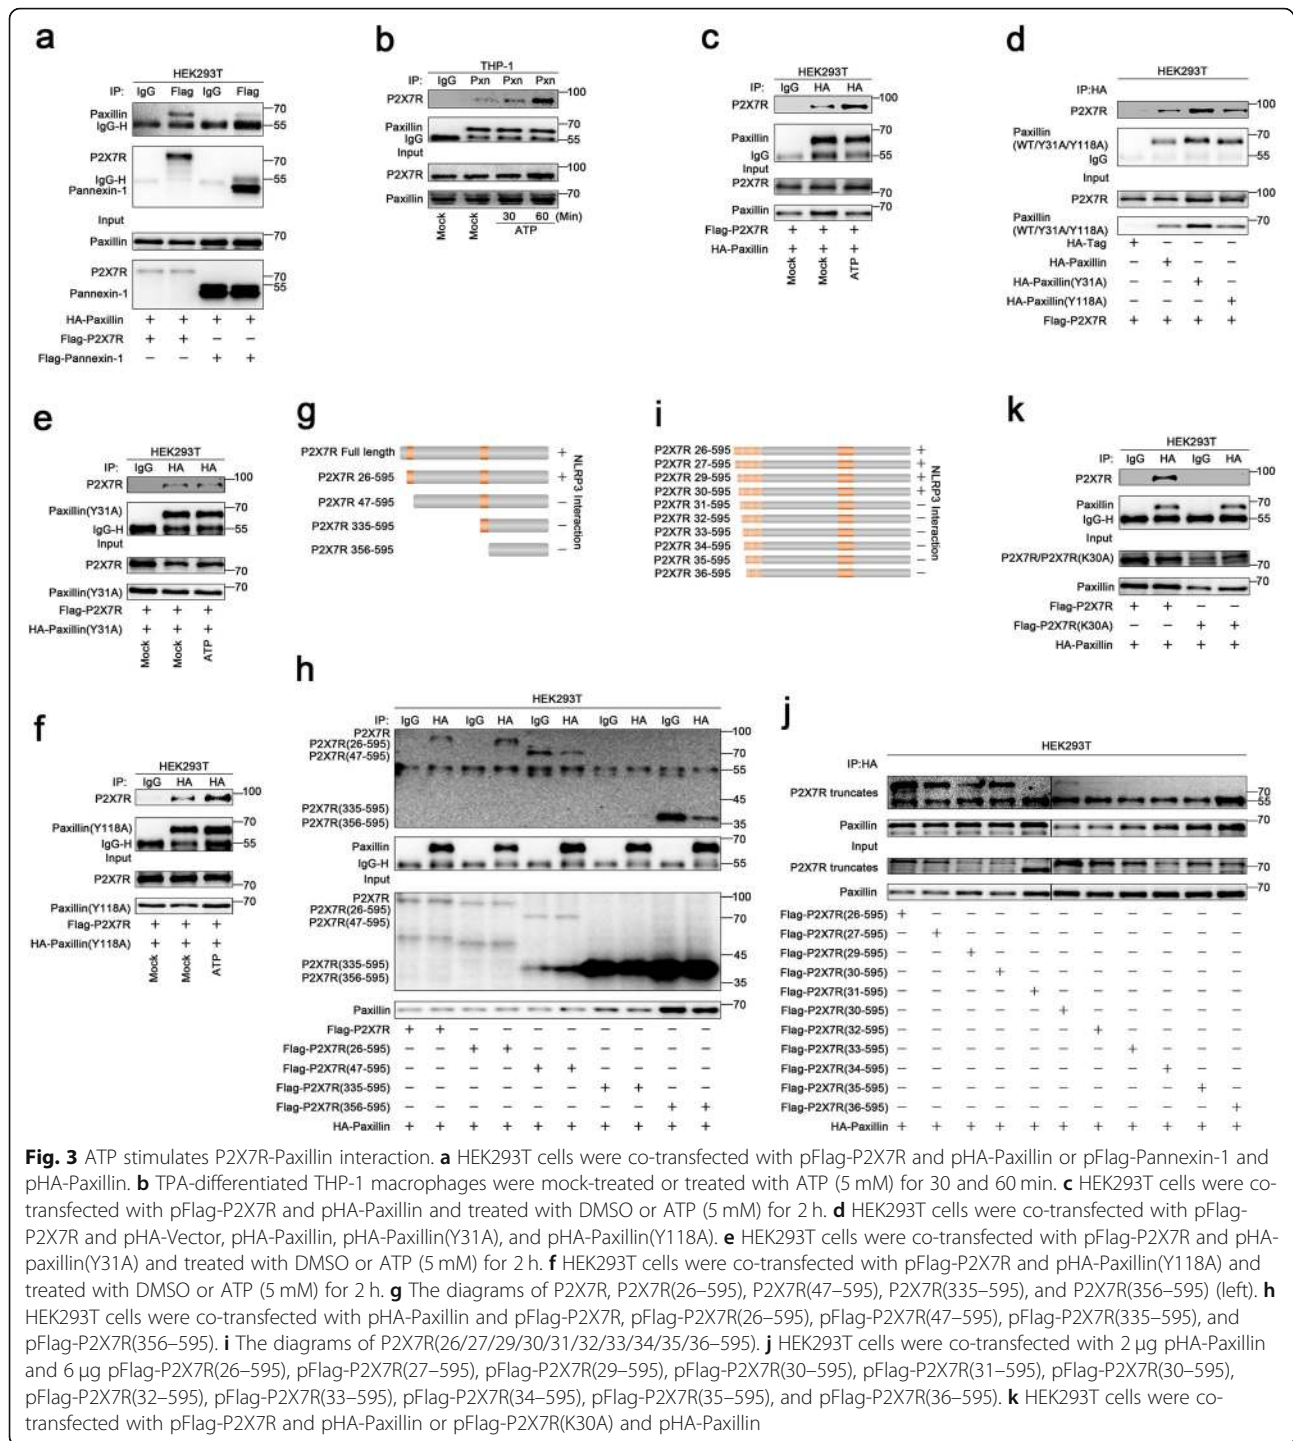 a
HEK293T
IP: IgG Flag IgG Flag
Paxillin
IgG-H
70
55
P2X7R
IgG-H
Pannexin-1
70
55
Input
Paxillin
70
P2X7R
Pannexin-1
70
55
HA-Paxillin + + + +
Flag-P2X7R + + − −
Flag-Pannexin-1 − − + +
b
THP-1
IP: IgG Pxn Pxn Pxn
P2X7R
100
Paxillin
IgG
70
55
Input
P2X7R
100
Paxillin
70
Mock Mock 30 60 (Min)
ATP
c
HEK293T
IP: IgG HA HA
P2X7R
100
Paxillin
IgG
70
55
Input
P2X7R
70
Paxillin
70
Flag-P2X7R + + +
HA-Paxillin + + +
Mock Mock ATP
d
HEK293T
IP:HA
P2X7R
100
Paxillin
(WT/Y31A/Y118A)
IgG
70
55
Input
P2X7R
100
Paxillin
(WT/Y31A/Y118A)
70
HA-Tag + − − −
HA-Paxillin − + − −
HA-Paxillin(Y31A) − − + −
HA-Paxillin(Y118A) − − − +
Flag-P2X7R + + + +
e
HEK293T
IP: IgG HA HA
P2X7R
100
Paxillin(Y31A)
IgG-H
70
55
Input
P2X7R
70
Paxillin(Y31A)
70
Flag-P2X7R + + +
HA-Paxillin(Y31A) + + +
Mock Mock ATP
g
P2X7R Full length +
P2X7R 26-595 +
P2X7R 47-595 −
P2X7R 335-595 −
P2X7R 356-595 −
NLRP3 Interaction
i
P2X7R 26-595 +
P2X7R 27-595 +
P2X7R 29-595 +
P2X7R 30-595 +
P2X7R 31-595 −
P2X7R 32-595 −
P2X7R 33-595 −
P2X7R 34-595 −
P2X7R 35-595 −
P2X7R 36-595 −
NLRP3 Interaction
k
HEK293T
IP: IgG HA IgG HA
P2X7R
100
Paxillin
IgG-H
70
55
Input
P2X7R/P2X7R(K30A)
70
Paxillin
70
Flag-P2X7R + + − −
Flag-P2X7R(K30A) − − + +
HA-Paxillin + + + +
f
HEK293T
IP: IgG HA HA
P2X7R
100
Paxillin(Y118A)
IgG-H
70
55
Input
P2X7R
70
Paxillin(Y118A)
70
Flag-P2X7R + + +
HA-Paxillin(Y118A) + + +
Mock Mock ATP
h
HEK293T
IP: IgG HA IgG HA IgG HA IgG HA IgG HA
P2X7R
P2X7R(26-595)
P2X7R(47-595)
P2X7R(335-595)
P2X7R(356-595)
100
70
55
45
35
Paxillin
IgG-H
70
55
Input
P2X7R
P2X7R(26-595)
P2X7R(47-595)
P2X7R(335-595)
P2X7R(356-595)
100
70
45
35
Paxillin
70
Flag-P2X7R + + − − − − − − − −
Flag-P2X7R(26-595) − − + + − − − − − −
Flag-P2X7R(47-595) − − − − + + − − − −
Flag-P2X7R(335-595) − − − − − − + + − −
Flag-P2X7R(356-595) − − − − − − − − + +
HA-Paxillin + + + + + + + + + +
j
HEK293T
IP:HA
P2X7R truncates
70
55
Paxillin
70
Input
P2X7R truncates
70
Paxillin
70
Flag-P2X7R(26-595) + − − − − − − − − − −
Flag-P2X7R(27-595) − + − − − − − − − − −
Flag-P2X7R(29-595) − − + − − − − − − − −
Flag-P2X7R(30-595) − − − + − − − − − − −
Flag-P2X7R(31-595) − − − − + − − − − − −
Flag-P2X7R(30-595) − − − − − + − − − − −
Flag-P2X7R(32-595) − − − − − − + − − − −
Flag-P2X7R(33-595) − − − − − − − + − − −
Flag-P2X7R(34-595) − − − − − − − − + − −
Flag-P2X7R(35-595) − − − − − − − − − + −
Flag-P2X7R(36-595) − − − − − − − − − − +
HA-Paxillin + + + + + + + + + + +
Fig. 3 ATP stimulates P2X7R-Paxillin interaction. a HEK293T cells were co-transfected with pFlag-P2X7R and pHA-Paxillin or pFlag-Pannexin-1 and
pHA-Paxillin. b TPA-differentiated THP-1 macrophages were mock-treated or treated with ATP (5 mM) for 30 and 60 min. c HEK293T cells were co-
transfected with pFlag-P2X7R and pHA-Paxillin and treated with DMSO or ATP (5 mM) for 2 h. d HEK293T cells were co-transfected with pFlag-
P2X7R and pHA-Vector, pHA-Paxillin, pHA-Paxillin(Y31A), and pHA-Paxillin(Y118A). e HEK293T cells were co-transfected with pFlag-P2X7R and pHA-
paxillin(Y31A) and treated with DMSO or ATP (5 mM) for 2 h. f HEK293T cells were co-transfected with pFlag-P2X7R and pHA-Paxillin(Y118A) and
treated with DMSO or ATP (5 mM) for 2 h. g The diagrams of P2X7R, P2X7R(26–595), P2X7R(47–595), P2X7R(335–595), and P2X7R(356–595) (left). h
HEK293T cells were co-transfected with pHA-Paxillin and pFlag-P2X7R, pFlag-P2X7R(26–595), pFlag-P2X7R(47–595), pFlag-P2X7R(335–595), and
pFlag-P2X7R(356–595). i The diagrams of P2X7R(26/27/29/30/31/32/33/34/35/36–595). j HEK293T cells were co-transfected with 2 μg pHA-Paxillin
and 6 μg pFlag-P2X7R(26–595), pFlag-P2X7R(27–595), pFlag-P2X7R(29–595), pFlag-P2X7R(30–595), pFlag-P2X7R(31–595), pFlag-P2X7R(30–595),
pFlag-P2X7R(32–595), pFlag-P2X7R(33–595), pFlag-P2X7R(34–595), pFlag-P2X7R(35–595), and pFlag-P2X7R(36–595). k HEK293T cells were co-
transfected with pFlag-P2X7R and pHA-Paxillin or pFlag-P2X7R(K30A) and pHA-Paxillin